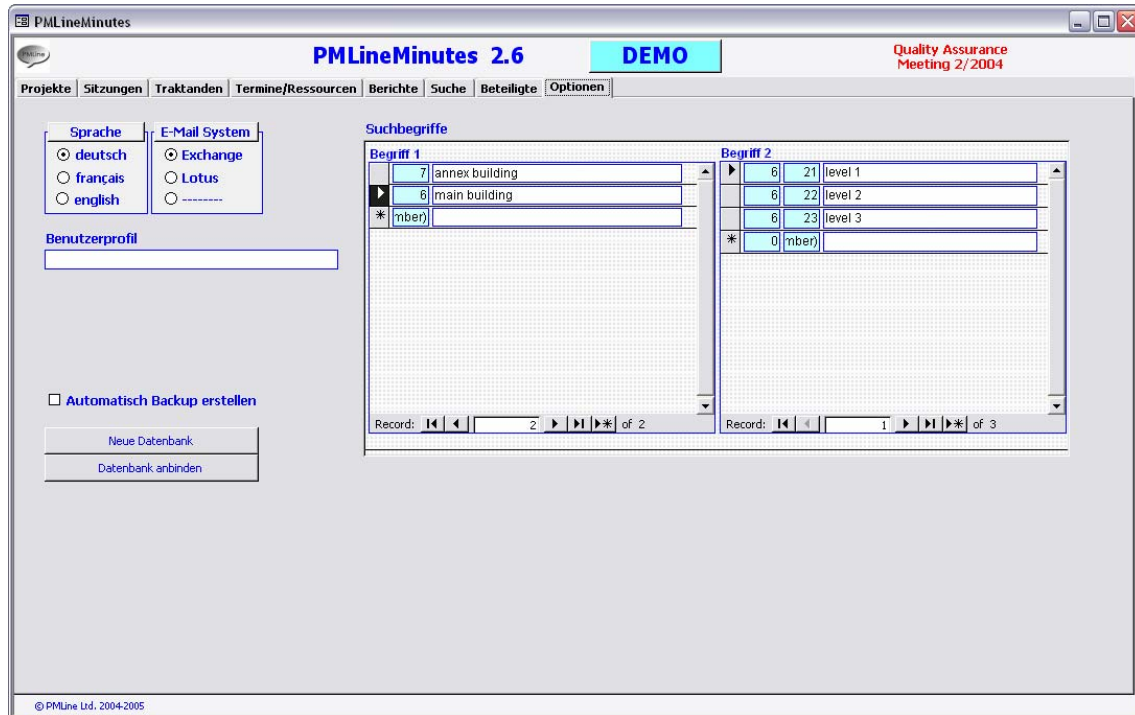 PMLineMinutes
PMLine
PMLineMinutes 2.6
DEMO
Quality Assurance
Meeting 2/2004
Projekte Sitzungen Traktanden Termine/Ressourcen Berichte Suche Beteiligte Optionen
Sprache
deutsch
français
english
E-Mail System
Exchange
Lotus
--------
Benutzerprofil
Automatisch Backup erstellen
Neue Datenbank
Datenbank anbinden
Suchbegriffe
Begriff 1
7 annex building
6 main building
* mber)
Record: 2 of 2
Begriff 2
6 21 level 1
6 22 level 2
6 23 level 3
* 0 mber)
Record: 1 of 3
© PMLine Ltd. 2004-2005